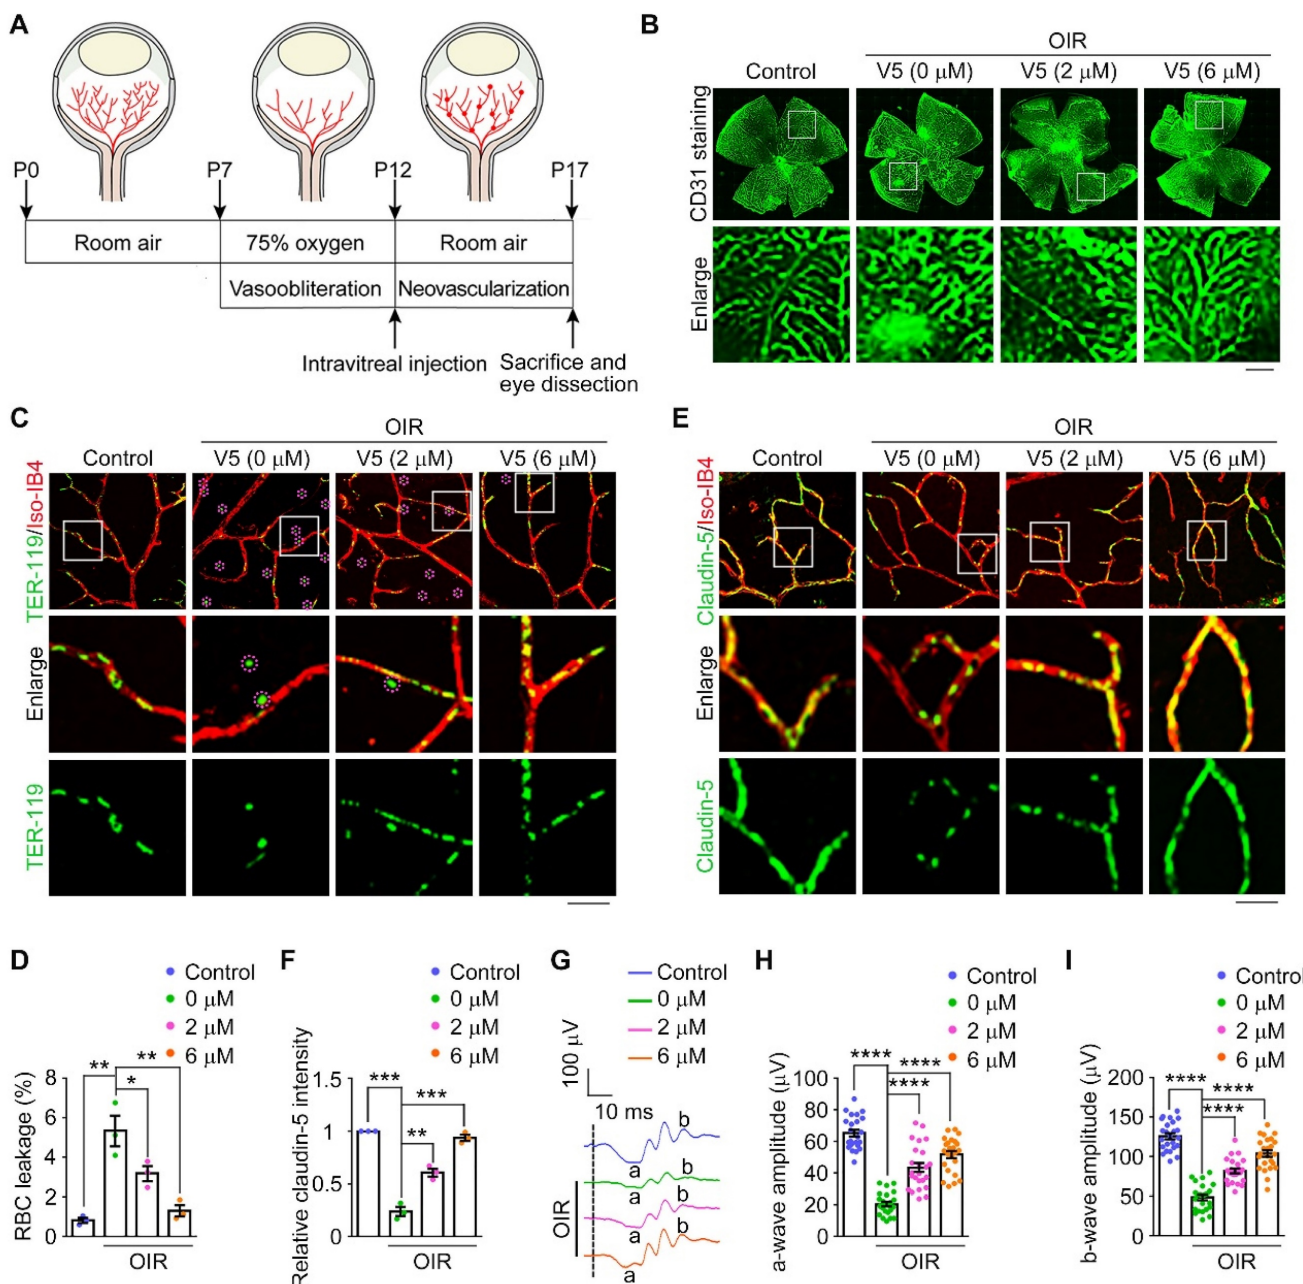 A
P0
P7
P12
P17
Room air
75% oxygen
Room air
Vasoobliteration
Neovascularization
Intravitreal injection
Sacrifice and
eye dissection
B
OIR
Control
V5 (0 μM)
V5 (2 μM)
V5 (6 μM)
CD31 staining
Enlarge
C
OIR
Control
V5 (0 μM)
V5 (2 μM)
V5 (6 μM)
TER-119/Iso-IB4
Enlarge
TER-119
E
OIR
Control
V5 (0 μM)
V5 (2 μM)
V5 (6 μM)
Claudin-5/Iso-IB4
Enlarge
Claudin-5
D
Control
0 μM
2 μM
6 μM
RBC leakage (%)
8
6
4
2
0
**
**
*
OIR
F
Control
0 μM
2 μM
6 μM
Relative claudin-5 intensity
1.5
1
0.5
0
***
***
**
OIR
G
Control
0 μM
2 μM
6 μM
100 μV
10 ms
b
a
b
a
b
a
b
a
OIR
H
Control
0 μM
2 μM
6 μM
a-wave amplitude (μV)
100
80
60
40
20
0
****
****
****
OIR
I
Control
0 μM
2 μM
6 μM
b-wave amplitude (μV)
200
150
100
50
0
****
****
****
OIR